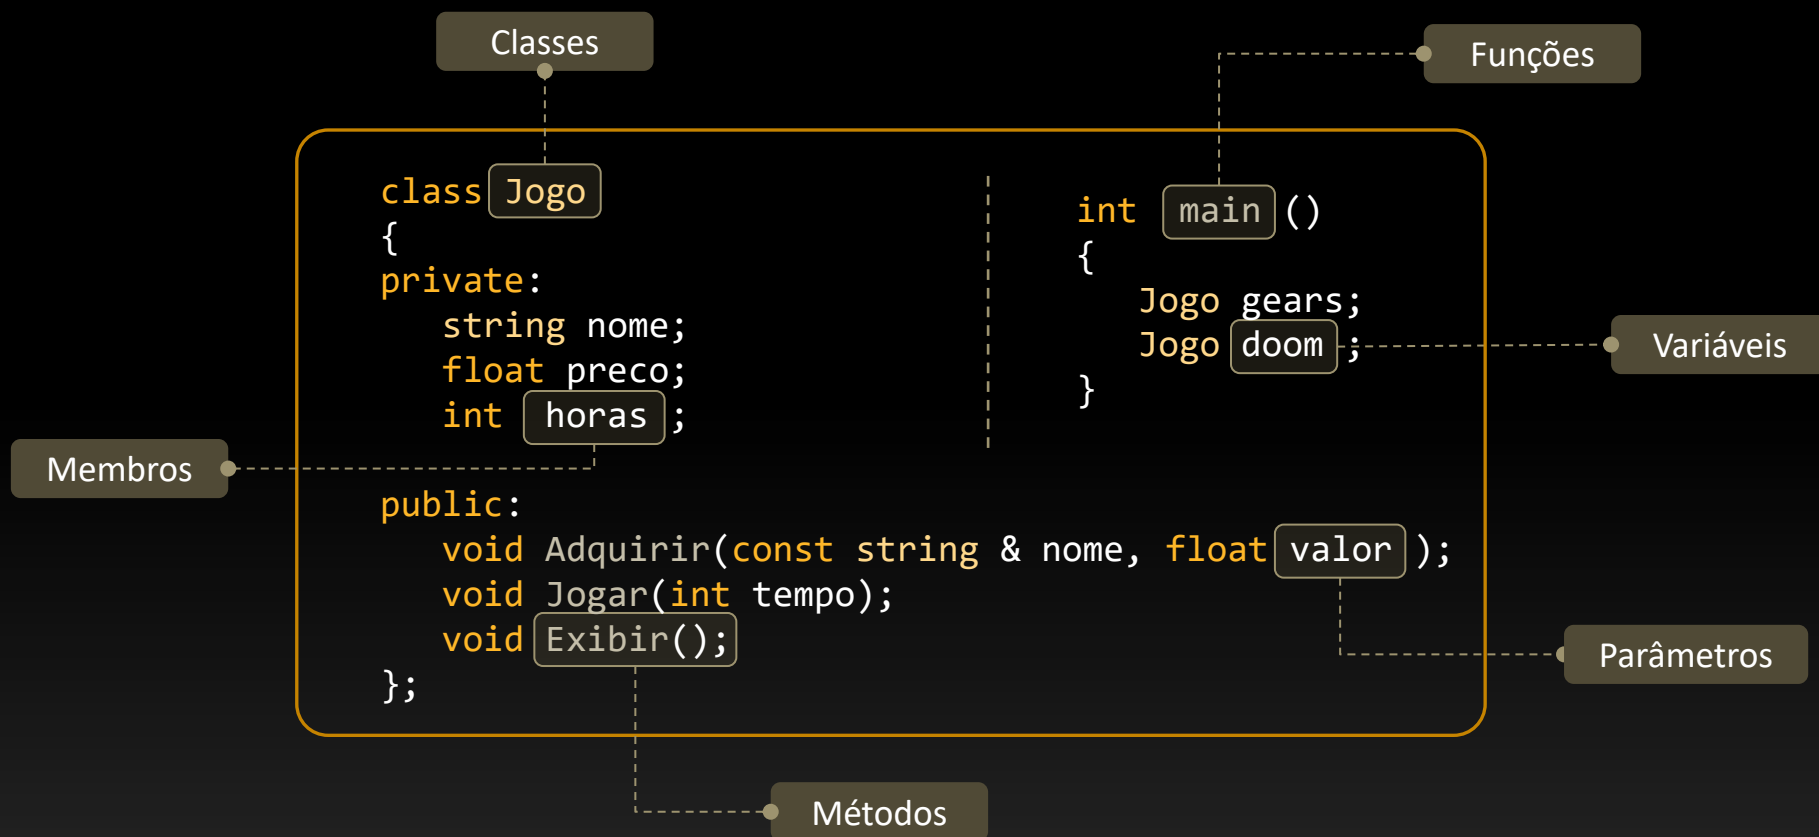 Classes
Funções
class Jogo
{
private:
string nome;
float preco;
int horas;
int main()
{
Jogo gears;
Jogo doom;
}
Variáveis
Membros
public:
void Adquirir(const string & nome, float valor);
void Jogar(int tempo);
void Exibir();
};
Parâmetros
Métodos